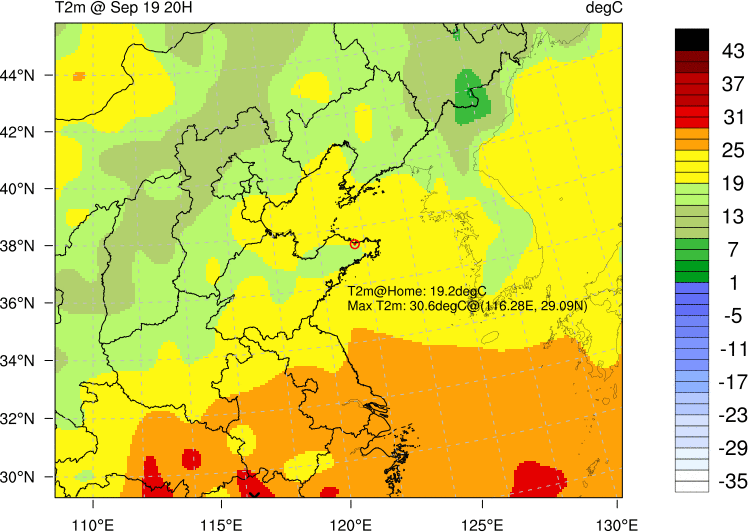 T2m @ Sep 19 20H
degC
43
44°N
37
31
42°N
25
40°N
19
13
38°N
7
T2m@Home: 19.2degC
1
36°N
Max T2m: 30.6degC@(116.28E, 29.09N)
-5
-11
34°N
-17
32°N
-23
-29
30°N
-35
110°E
115°E
120°E
125°E
130°E